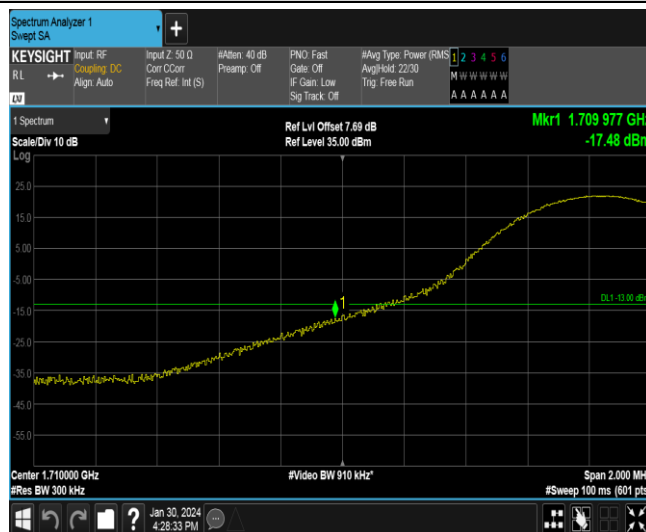 Spectrum Analyzer 1
Swept SA
KEYSIGHT Input: RF Input Z: 50 Ω #Atten: 40 dB PNO: Fast #Avg Type: Power (RMS 1 2 3 4 5 6
RL Coupling: DC Corr CCorr Preamp: Off Gate: Off Avg|Hold: 22/30 M W W W W W
Align: Auto Freq Ref: Int (S) IF Gain: Low Trig: Free Run
Sig Track: Off A A A A A A
LXI
1 Spectrum Ref Lvl Offset 7.69 dB Mkr1 1.709 977 GHz
Scale/Div 10 dB Ref Level 35.00 dBm -17.48 dBm
Log
25.0
15.0
5.00
-5.00
1
DL1 -13.00 dBm
-15.0
-25.0
-35.0
-45.0
-55.0
Center 1.710000 GHz #Video BW 910 kHz* Span 2.000 MH
#Res BW 300 kHz #Sweep 100 ms (601 pts
? Jan 30, 2024
4:28:33 PM